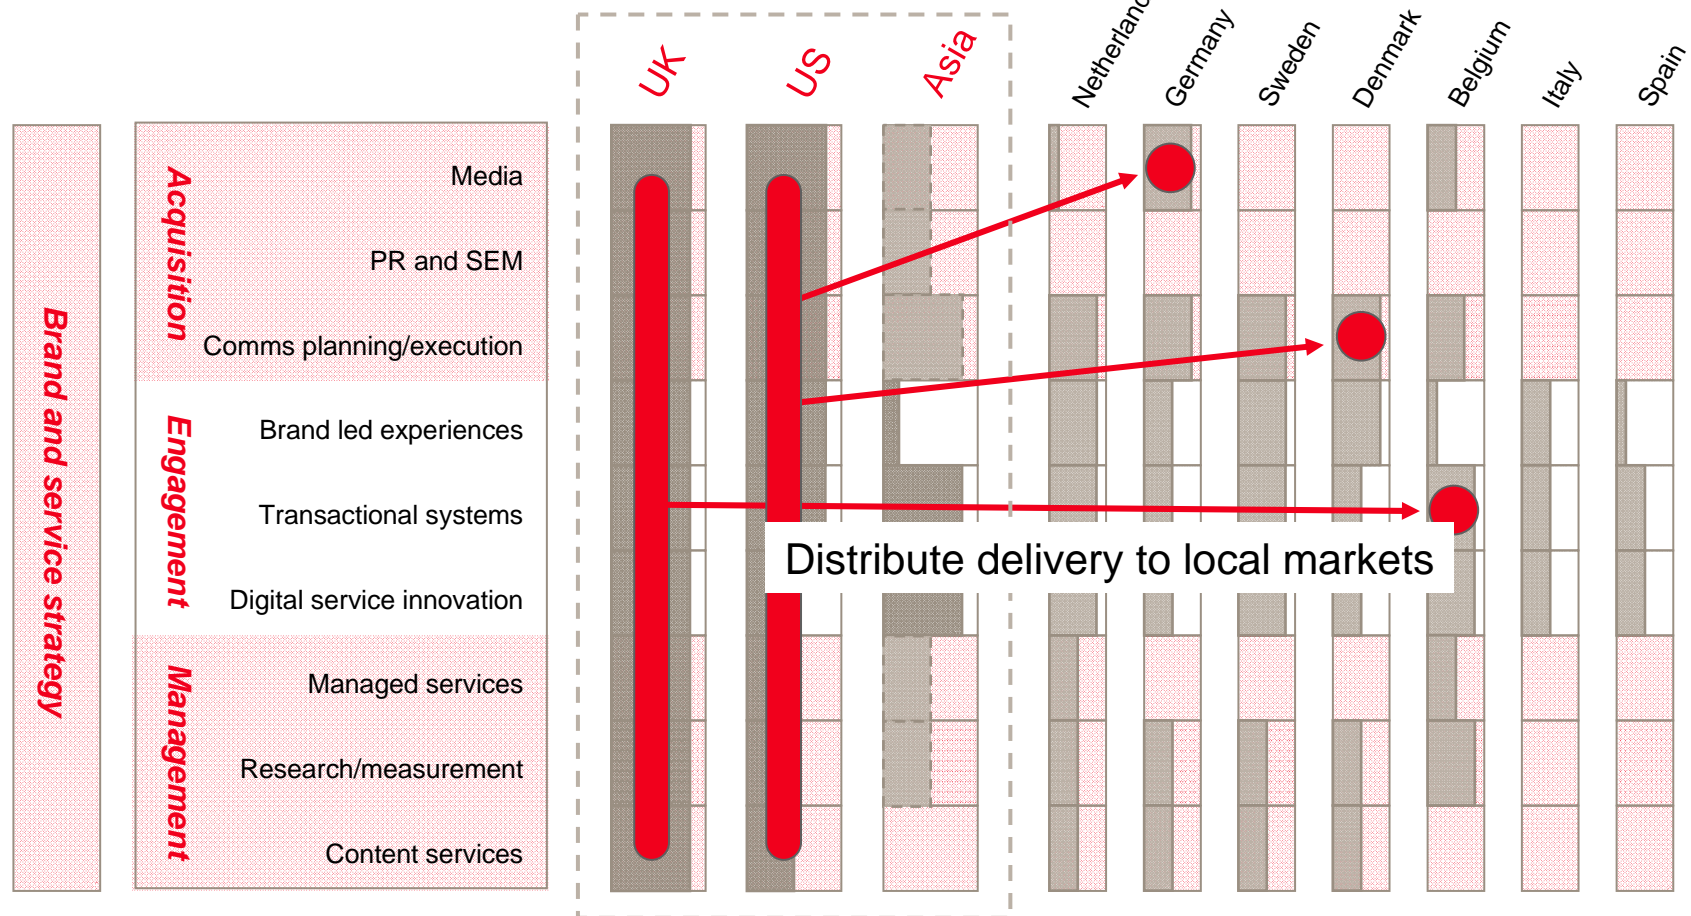 UK
US
Asia
Netherland
Germany
Sweden
Denmark
Belgium
Italy
Spain
Brand and service strategy
Acquisition
Media
PR and SEM
Comms planning/execution
Engagement
Brand led experiences
Transactional systems
Digital service innovation
Management
Managed services
Research/measurement
Content services
Distribute delivery to local markets